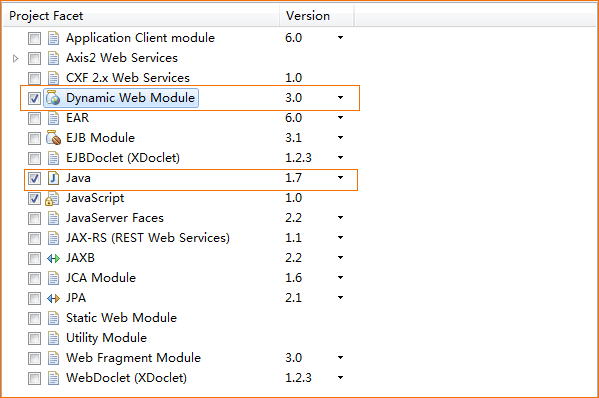 Project Facet Version
Application Client module 6.0
Axis2 Web Services
CXF 2.x Web Services 1.0
Dynamic Web Module 3.0
EAR 6.0
EJB Module 3.1
EJBDoclet (XDoclet) 1.2.3
Java 1.7
JavaScript 1.0
JavaServer Faces 2.2
JAX-RS (REST Web Services) 1.1
JAXB 2.2
JCA Module 1.6
JPA 2.1
Static Web Module
Utility Module
Web Fragment Module 3.0
WebDoclet (XDoclet) 1.2.3